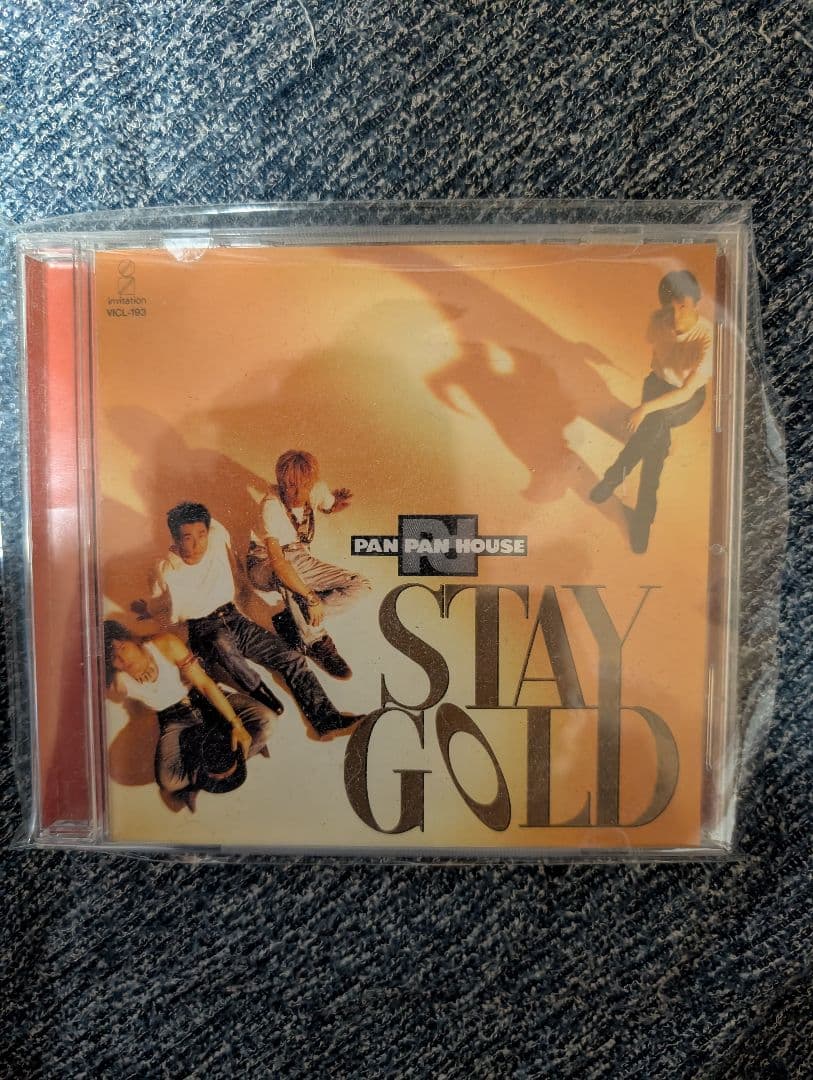 invitation
VICL-193
PAN PAN HOUSE
STAY
GOLD